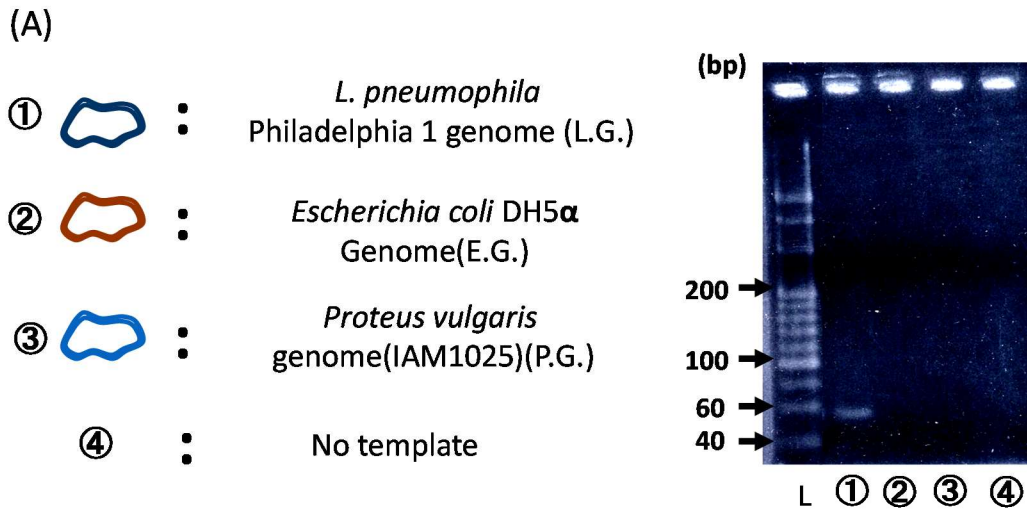 (A)
① : L. pneumophila
Philadelphia 1 genome (L.G.)
② : Escherichia coli DH5α
Genome(E.G.)
③ : Proteus vulgaris
genome(IAM1025)(P.G.)
④ : No template
(bp)
200
100
60
40
L ① ② ③ ④